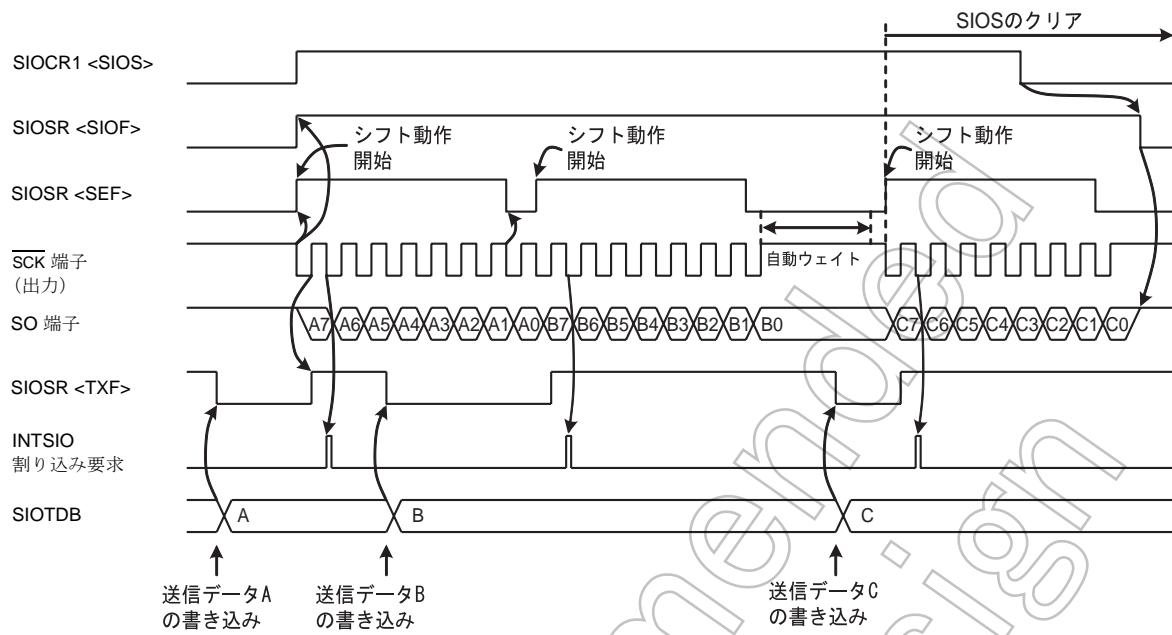 SIOSのクリア
SIOCR1 <SIOS>
SIOSR <SIOF>
シフト動作
開始
シフト動作
開始
シフト動作
開始
SIOSR <SEF>
自動ウェイト
SCK 端子
(出力)
SO 端子
A7 A6 A5 A4 A3 A2 A1 A0 B7 B6 B5 B4 B3 B2 B1 B0 C7 C6 C5 C4 C3 C2 C1 C0
SIOSR <TXF>
INTSIO
割り込み要求
SIOTDB
A B C
送信データA
の書き込み
送信データB
の書き込み
送信データC
の書き込み
mended
sign